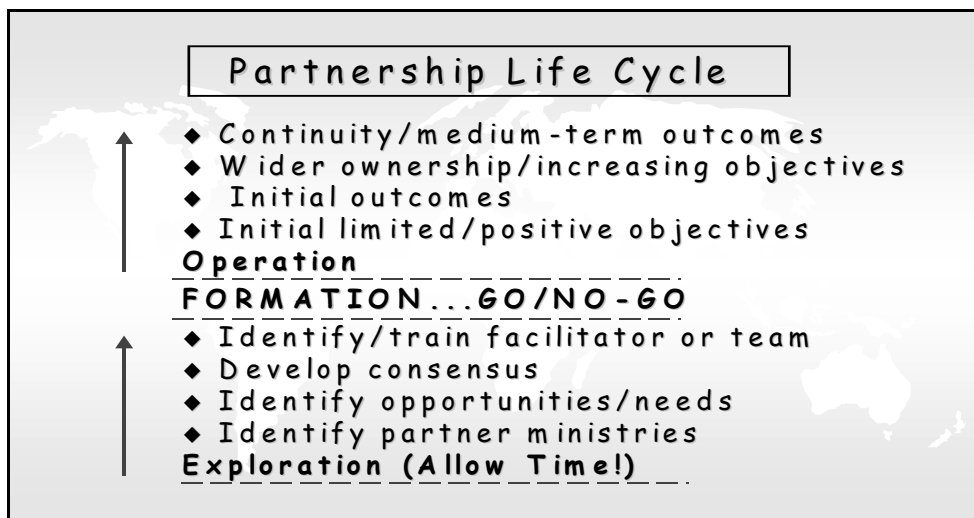 Partnership Life Cycle
◆ Continuity/medium-term outcomes
◆ Wider ownership/increasing objectives
◆ Initial outcomes
◆ Initial limited/positive objectives
Operation
FORMATION...GO/NO-GO
◆ Identify/train facilitator or team
◆ Develop consensus
◆ Identify opportunities/needs
◆ Identify partner ministries
Exploration (Allow Time!)